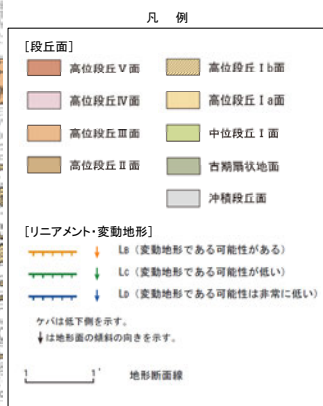 凡 例
[段丘面]
高位段丘Ⅴ面
高位段丘Ⅰb面
高位段丘Ⅳ面
高位段丘Ⅰa面
高位段丘Ⅲ面
中位段丘Ⅰ面
高位段丘Ⅱ面
古期扇状地面
沖積段丘面
[リニアメント・変動地形]
LB（変動地形である可能性がある）
LC（変動地形である可能性が低い）
LD（変動地形である可能性は非常に低い）
ケバは低下側を示す。
↓は地形面の傾斜の向きを示す。
1 1' 地形断面線